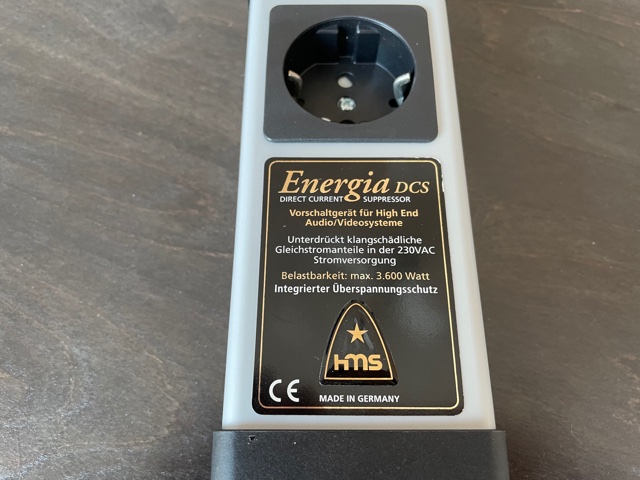 Energia DCS
DIRECT CURRENT SUPPRESSOR
Vorschaltgerät für High End
Audio/Videosysteme
Unterdrückt klangschädliche
Gleichstromanteile in der 230VAC
Stromversorgung
Belastbarkeit: max. 3.600 Watt
Integrierter Überspannungsschutz
hms
CE
MADE IN GERMANY